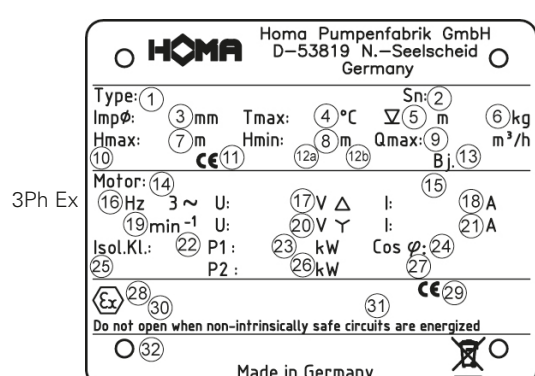 HOMA Homa Pumpenfabrik GmbH
D-53819 N.-Seelscheid
Germany
Type: 1 Sn: 2
ImpØ: 3 mm Tmax: 4 °C 5 m 6 kg
Hmax: 7 m Hmin: 8 m Qmax: 9 m³/h
10 CE 11 12a 12b Bj. 13
3Ph Ex
Motor: 14 15
16 Hz 3~ U: 17 V △ I: 18 A
19 min⁻¹ U: 20 V Y I: 21 A
Isol.Kl.: 22 P1: 23 kW Cos φ: 24
25 P2: 26 kW 27
Ex 28 CE 29
30 31
Do not open when non-intrinsically safe circuits are energized
32
Made in Germany